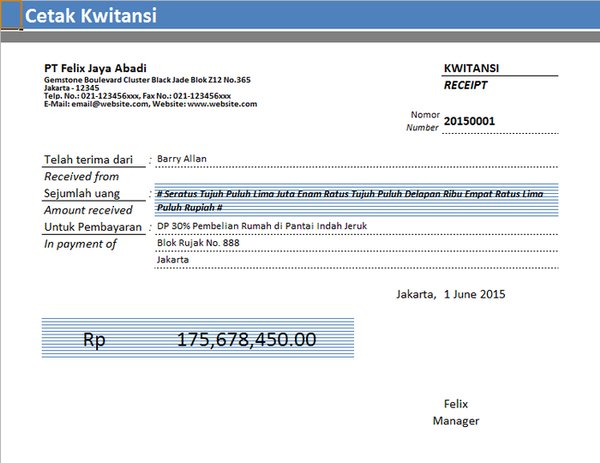 Cetak Kwitansi
PT Felix Jaya Abadi
Gemstone Boulevard Cluster Black Jade Blok Z12 No.365
Jakarta - 12345
Telp. No.: 021-123456xxx, Fax No.: 021-123456xxx
E-Mail: email@website.com, Website: www.website.com
KWITANSI
RECEIPT
Nomor
Number
20150001
Telah terima dari : Barry Allan
Received from
Sejumlah uang : # Seratus Tujuh Puluh Lima Juta Enam Ratus Tujuh Puluh Delapan Ribu Empat Ratus Lima
Amount received Puluh Rupiah #
Untuk Pembayaran : DP 30% Pembelian Rumah di Pantai Indah Jeruk
In payment of Blok Rujak No. 888
Jakarta
Jakarta, 1 June 2015
Rp 175,678,450.00
Felix
Manager